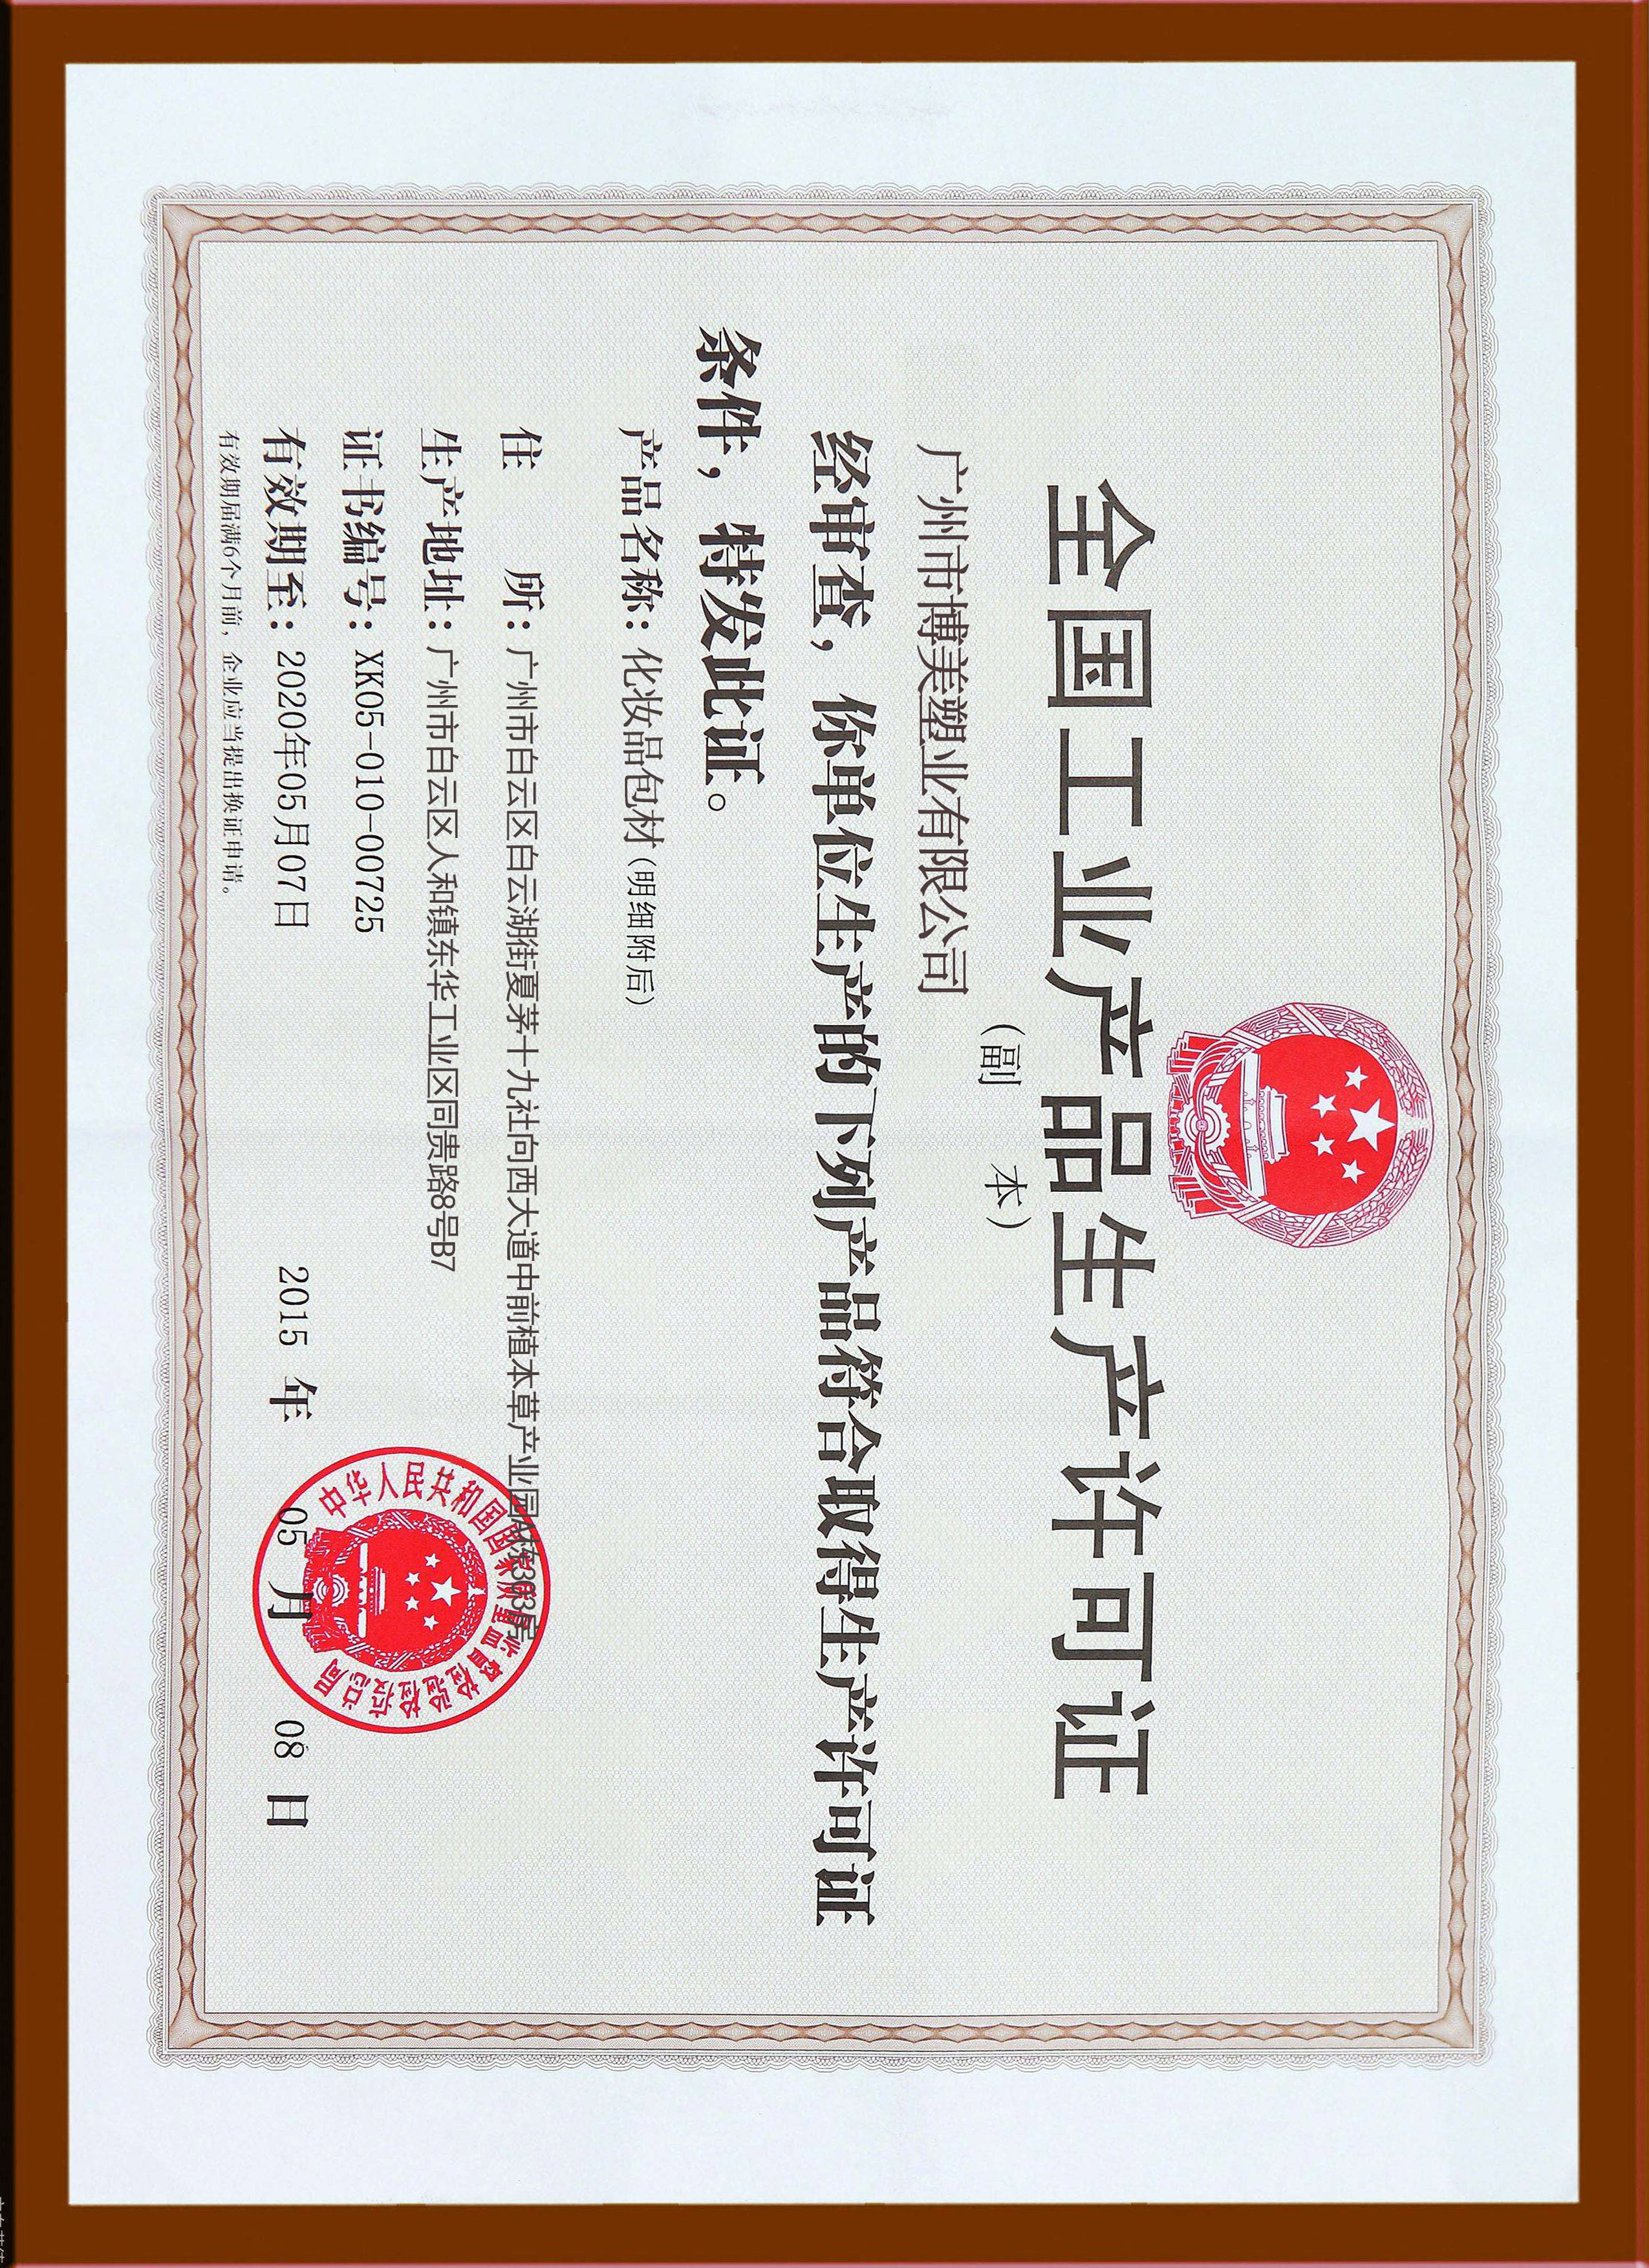 全国工业产品生产许可证
（副 本）
广州市博美塑业有限公司
经审查，你单位生产的下列产品符合取得生产许可证
条件，特发此证。
产品名称：化妆品包材（明细附后）
住 所：广州市白云区白云湖街夏茅十九社向西大道中前植本草产业园A栋303房
生产地址：广州市白云区人和镇东华工业区同贵路8号B7
证书编号：XK05-010-00725
有效期至：2020年05月07日
2015 年 05 月 08 日
有效期届满6个月前，企业应当提出换证申请。
中华人民共和国国家质量监督检验检疫总局